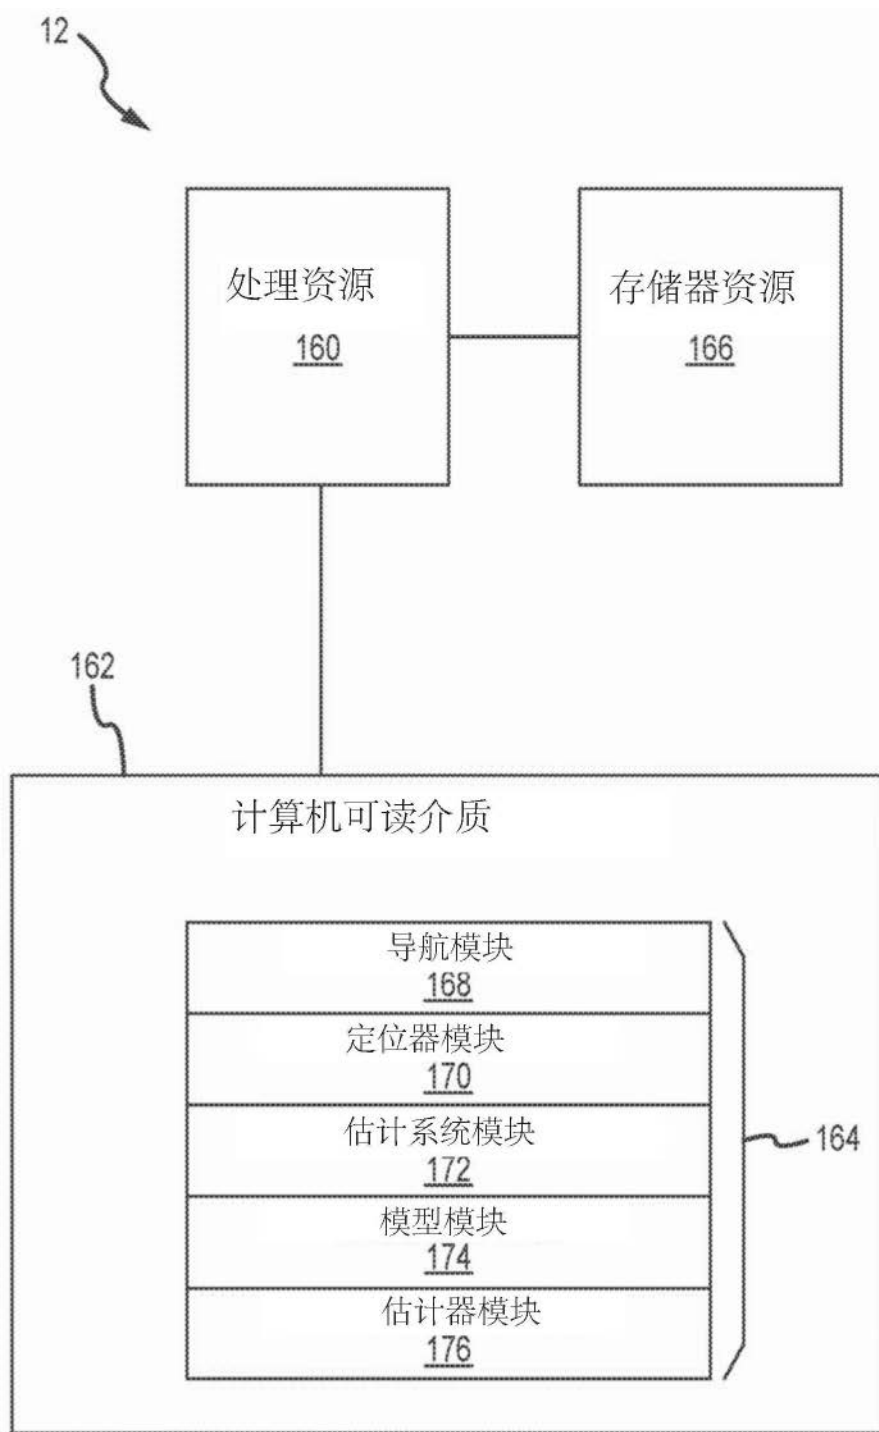 12
处理资源
160
存储器资源
166
162
计算机可读介质
导航模块
168
定位器模块
170
估计系统模块
172
模型模块
174
估计器模块
176
164